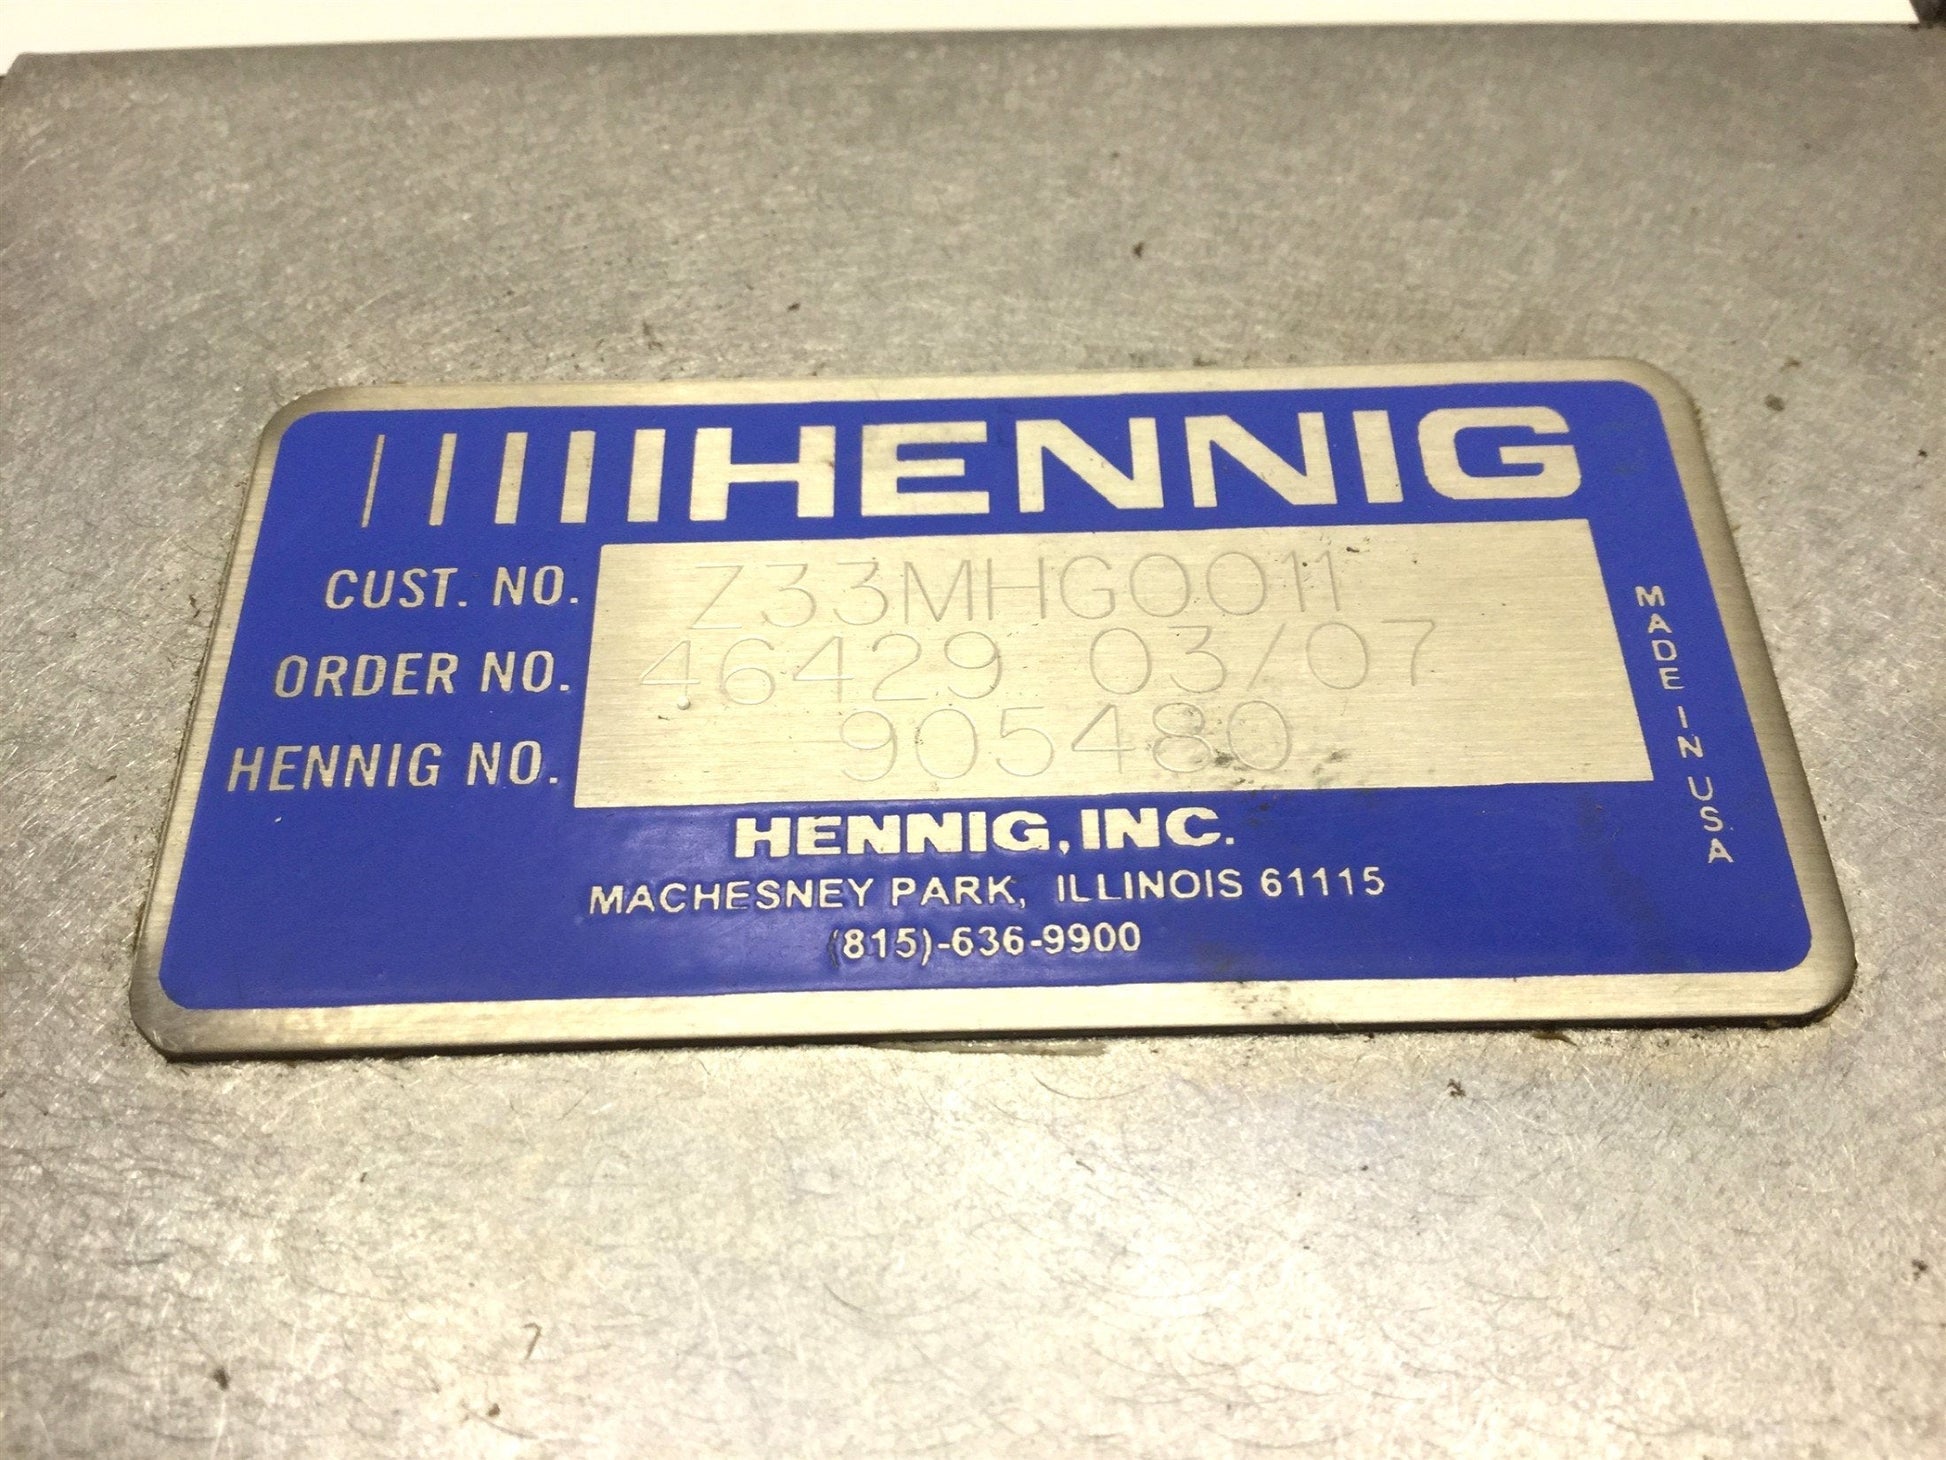 HENNIG
CUST. NO. Z33MHG0011
ORDER NO. 46429 03/07
HENNIG NO. 905480
HENNIG, INC.
MACHESNEY PARK, ILLINOIS 61115
(815)-636-9900
MADE IN USA